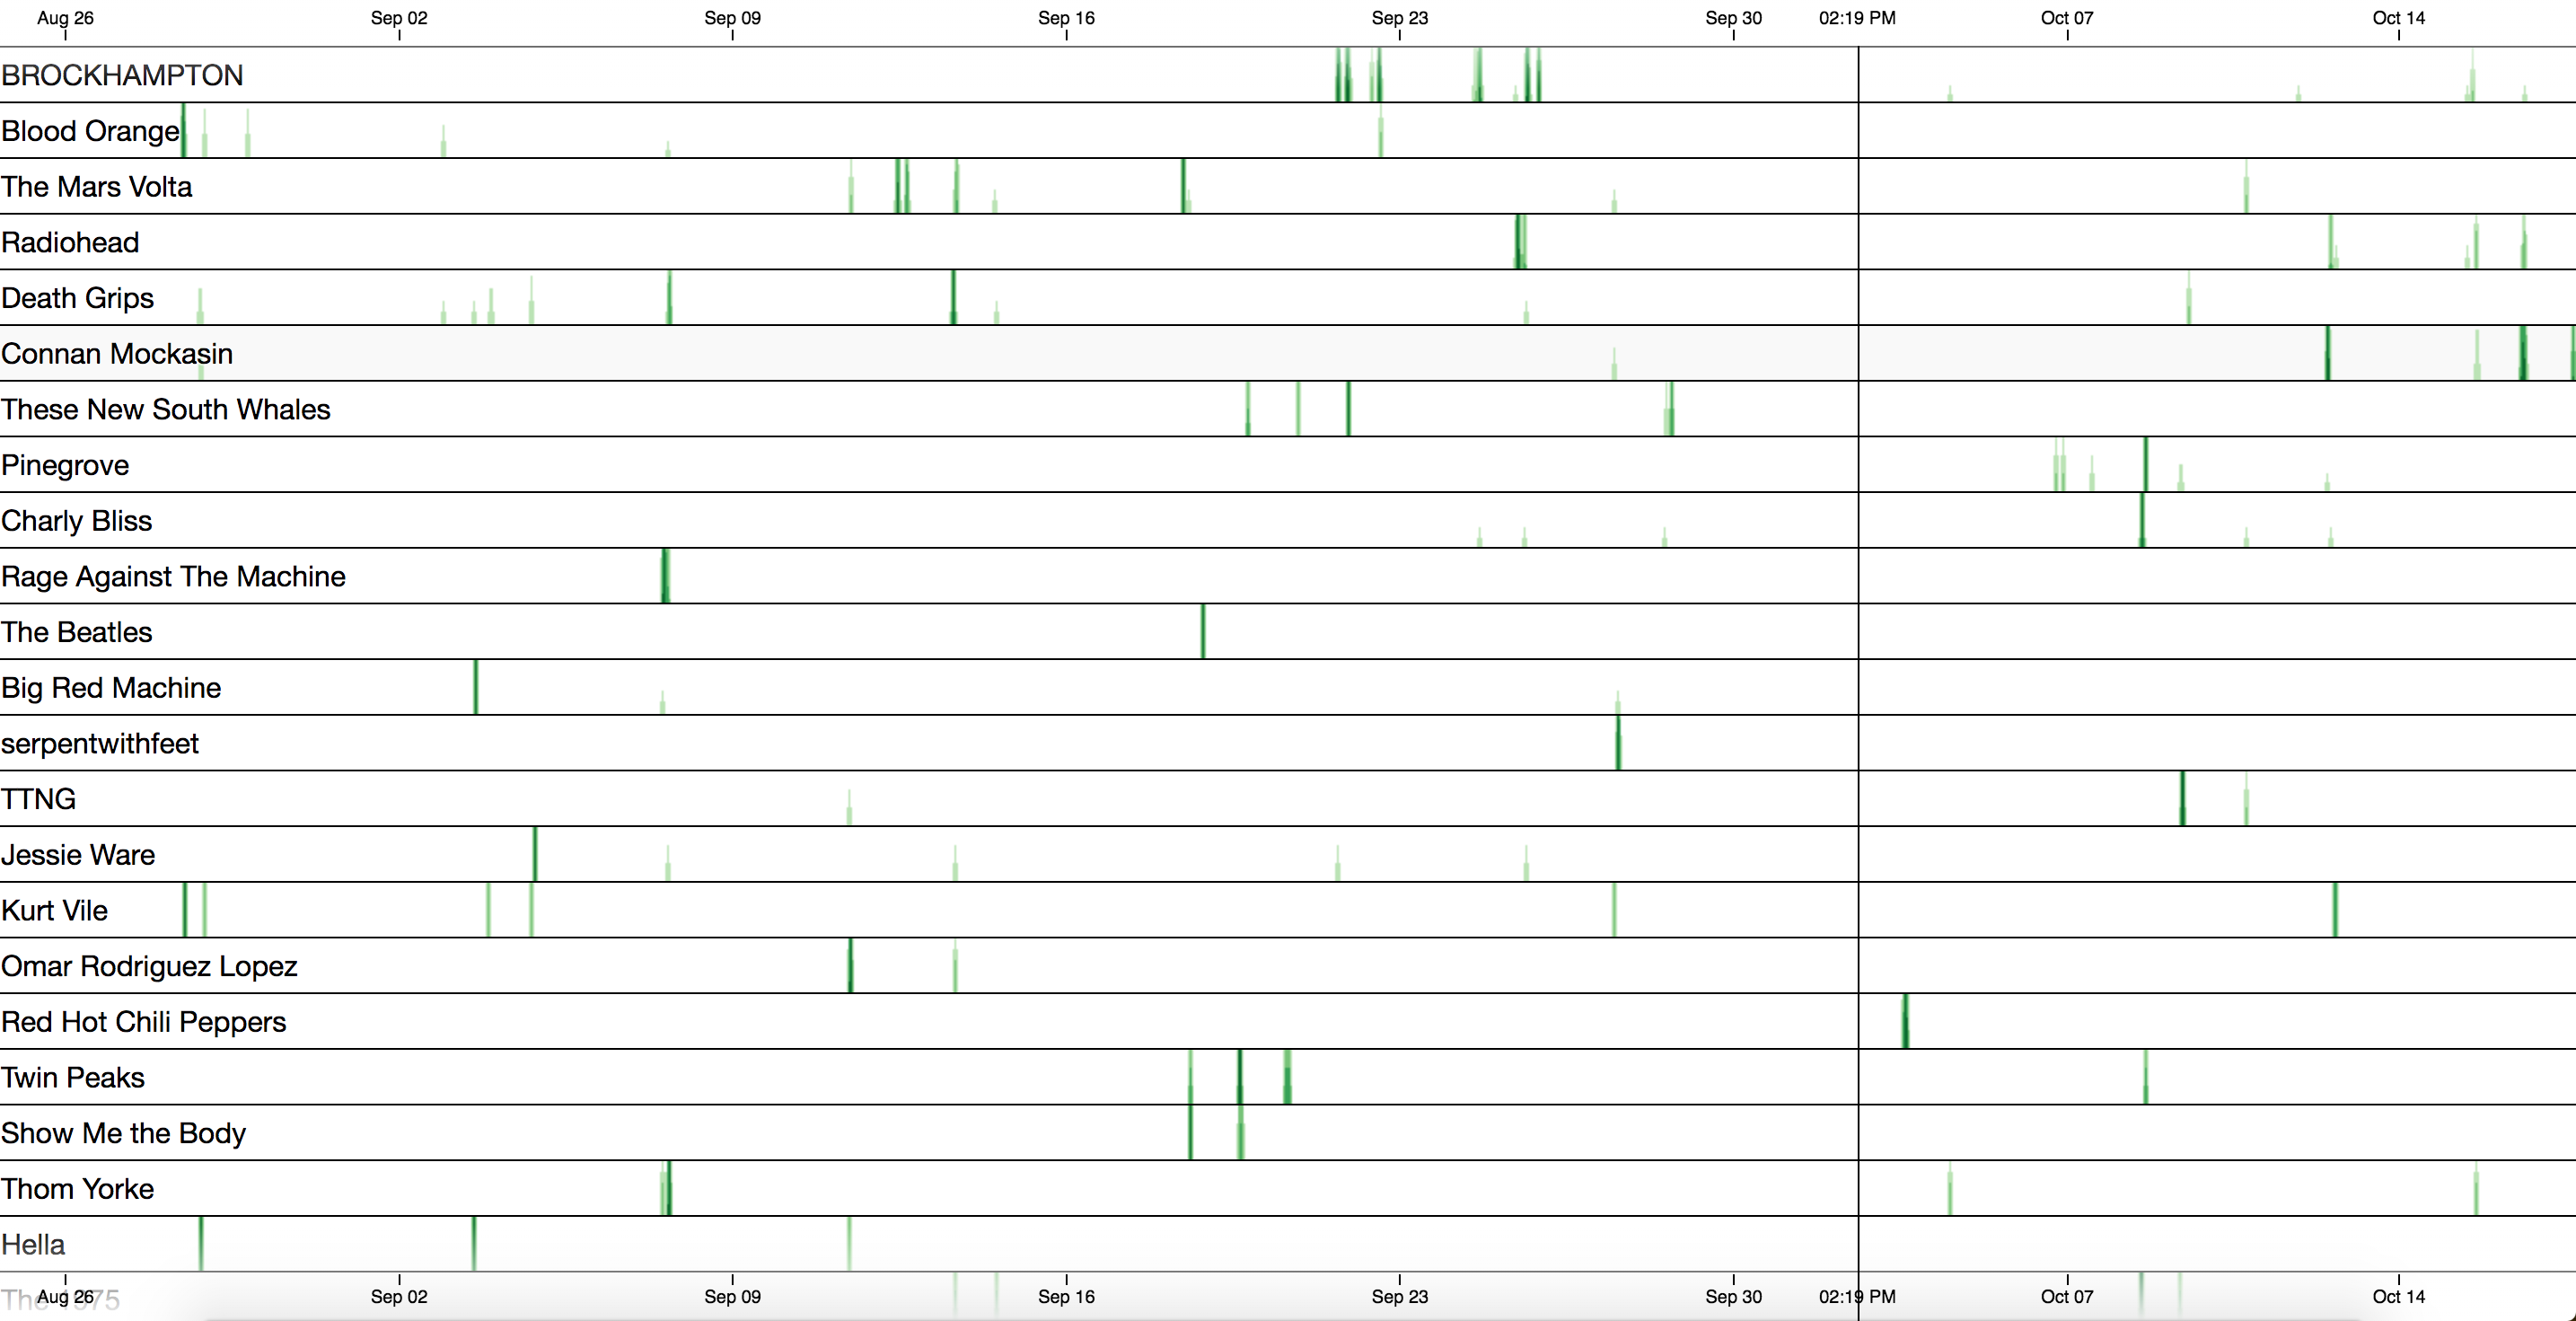 Aug 26 Sep 02 Sep 09 Sep 16 Sep 23 Sep 30 02:19 PM Oct 07 Oct 14
BROCKHAMPTON
Blood Orange
The Mars Volta
Radiohead
Death Grips
Connan Mockasin
These New South Whales
Pinegrove
Charly Bliss
Rage Against The Machine
The Beatles
Big Red Machine
serpentwithfeet
TTNG
Jessie Ware
Kurt Vile
Omar Rodriguez Lopez
Red Hot Chili Peppers
Twin Peaks
Show Me the Body
Thom Yorke
Hella
The 1975
Aug 26 Sep 02 Sep 09 Sep 16 Sep 23 Sep 30 02:19 PM Oct 07 Oct 14